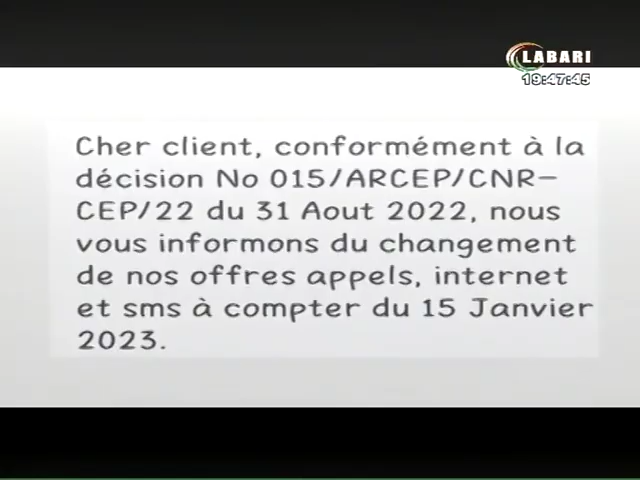 LABARI
19:47:45
Cher client, conformément à la
décision No 015/ARCEP/CNR-
CEP/22 du 31 Aout 2022, nous
vous informons du changement
de nos offres appels, internet
et sms à compter du 15 Janvier
2023.